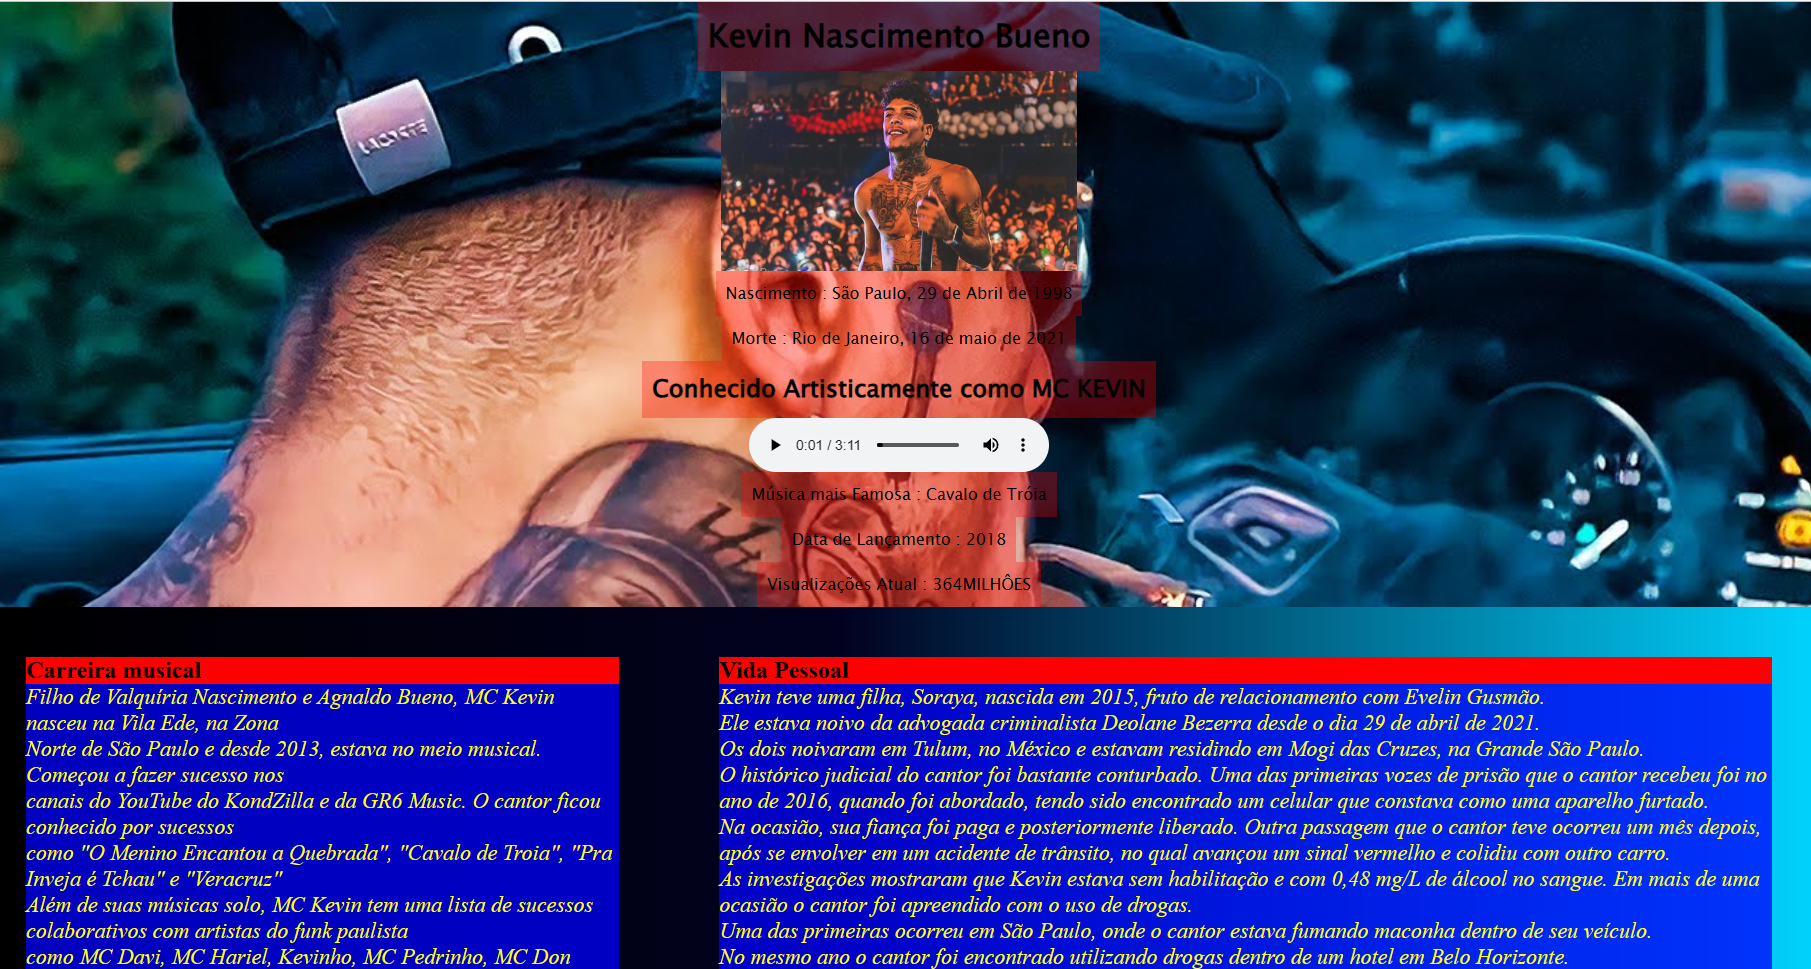 Kevin Nascimento Bueno
LACOSTE
Nascimento : São Paulo, 29 de Abril de 1998
Morte : Rio de Janeiro, 16 de maio de 2021
Conhecido Artisticamente como MC KEVIN
0:01 / 3:11
Música mais Famosa : Cavalo de Tróia
Data de Lançamento : 2018
Visualizações Atual : 364MILHÔES
Carreira musical
Filho de Valquíria Nascimento e Agnaldo Bueno, MC Kevin
nasceu na Vila Ede, na Zona
Norte de São Paulo e desde 2013, estava no meio musical.
Começou a fazer sucesso nos
canais do YouTube do KondZilla e da GR6 Music. O cantor ficou
conhecido por sucessos
como "O Menino Encantou a Quebrada", "Cavalo de Troia", "Pra
Inveja é Tchau" e "Veracruz"
Além de suas músicas solo, MC Kevin tem uma lista de sucessos
colaborativos com artistas do funk paulista
como MC Davi, MC Hariel, Kevinho, MC Pedrinho, MC Don
Vida Pessoal
Kevin teve uma filha, Soraya, nascida em 2015, fruto de relacionamento com Evelin Gusmão.
Ele estava noivo da advogada criminalista Deolane Bezerra desde o dia 29 de abril de 2021.
Os dois noivaram em Tulum, no México e estavam residindo em Mogi das Cruzes, na Grande São Paulo.
O histórico judicial do cantor foi bastante conturbado. Uma das primeiras vozes de prisão que o cantor recebeu foi no
ano de 2016, quando foi abordado, tendo sido encontrado um celular que constava como uma aparelho furtado.
Na ocasião, sua fiança foi paga e posteriormente liberado. Outra passagem que o cantor teve ocorreu um mês depois,
após se envolver em um acidente de trânsito, no qual avançou um sinal vermelho e colidiu com outro carro.
As investigações mostraram que Kevin estava sem habilitação e com 0,48 mg/L de álcool no sangue. Em mais de uma
ocasião o cantor foi apreendido com o uso de drogas.
Uma das primeiras ocorreu em São Paulo, onde o cantor estava fumando maconha dentro de seu veículo.
No mesmo ano o cantor foi encontrado utilizando drogas dentro de um hotel em Belo Horizonte.